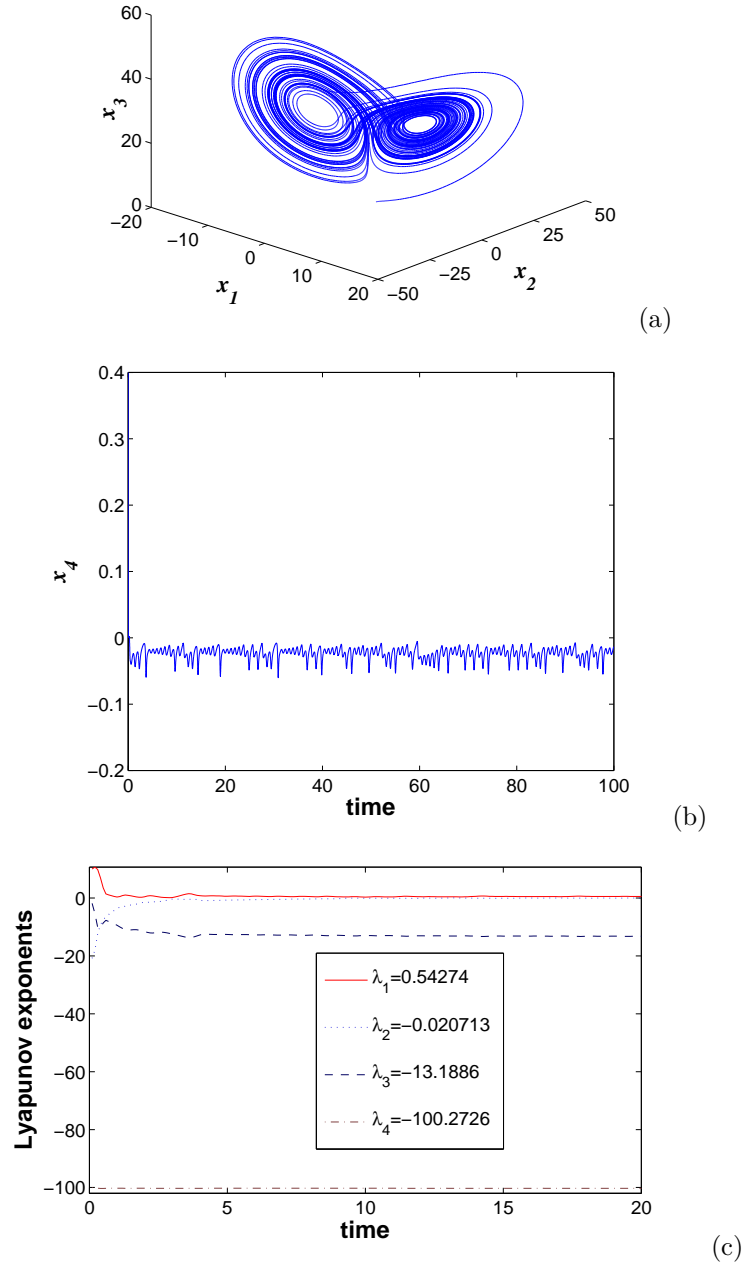 60
40
20
0
x3
−20
−10
0
10
20
x1
−50
−25
0
25
50
x2
(a)
0.4
0.3
0.2
0.1
0
−0.1
−0.2
x4
0 20 40 60 80 100
time
(b)
0
−20
−40
−60
−80
−100
Lyapunov exponents
λ1=0.54274
λ2=−0.020713
λ3=−13.1886
λ4=−100.2726
0 5 10 15 20
time
(c)